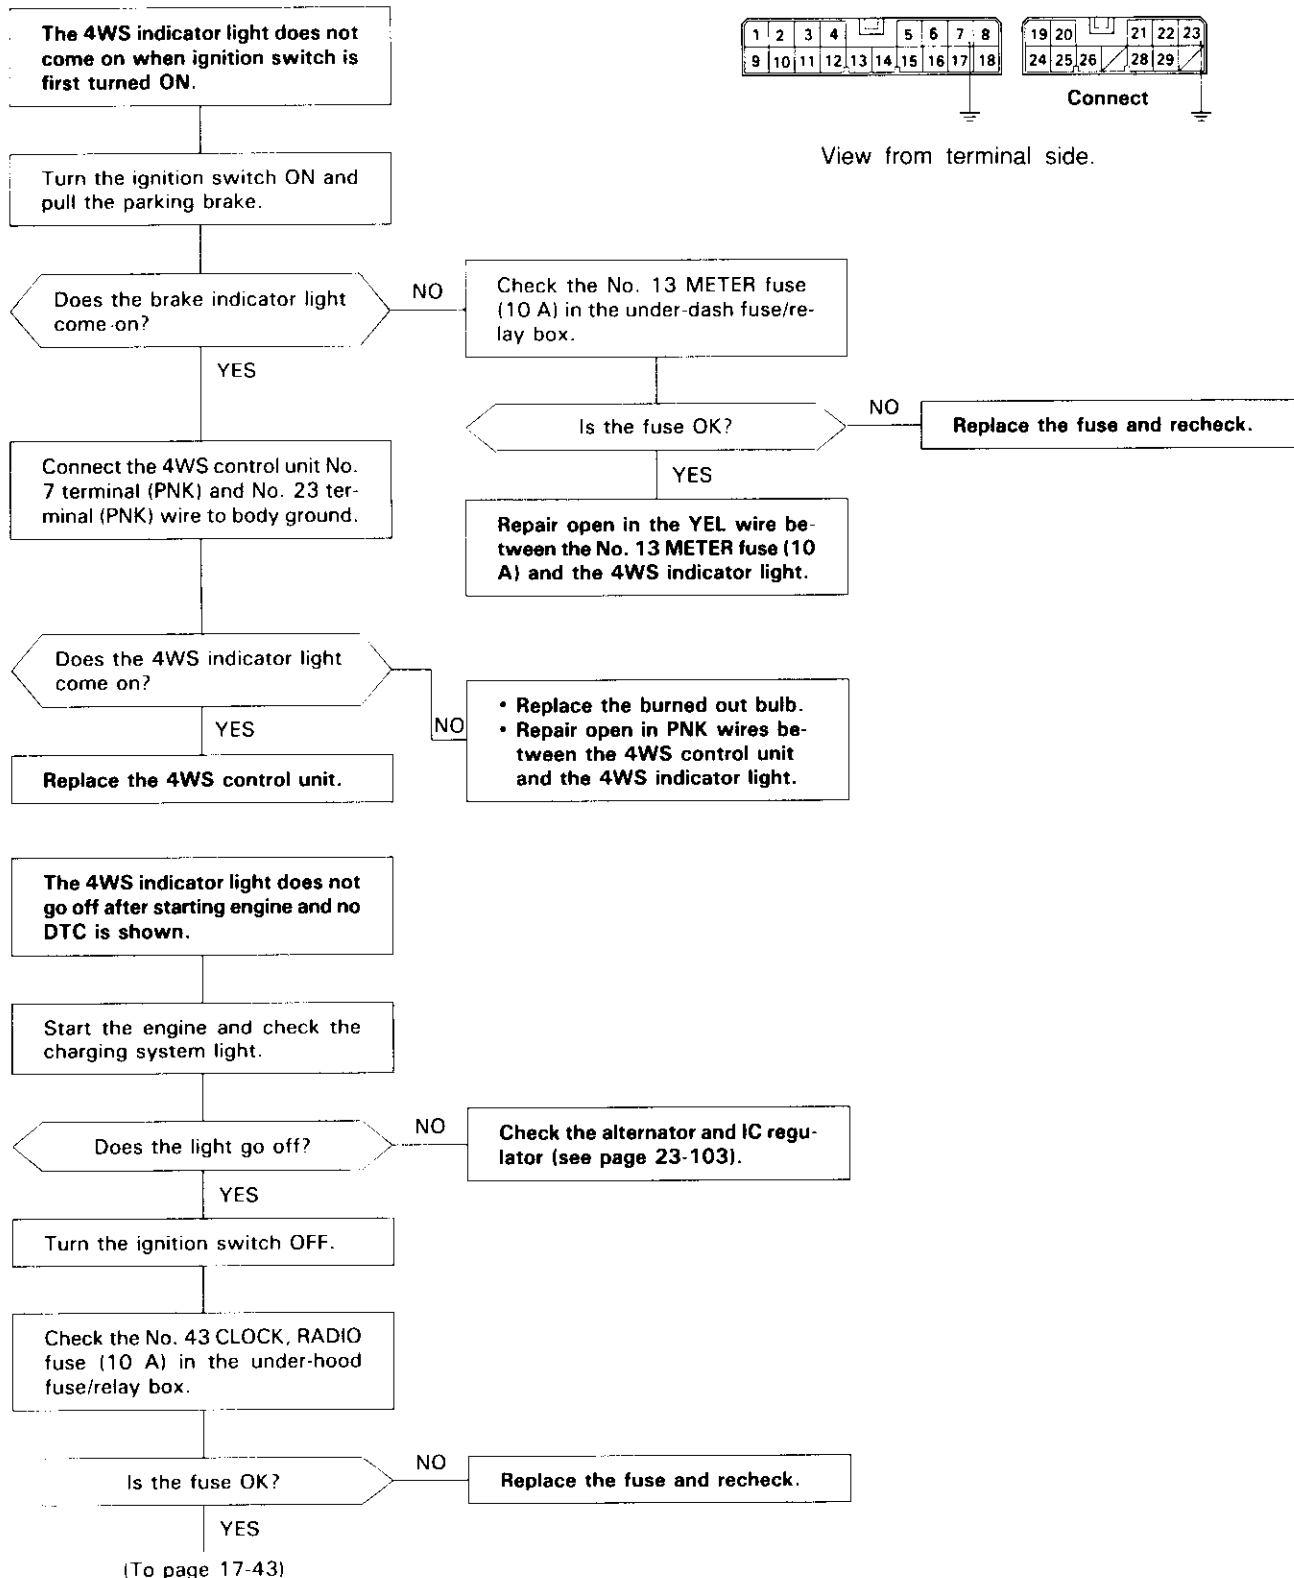 The 4WS indicator light does not
come on when ignition switch is
first turned ON.
1 2 3 4 5 6 7 8
9 10 11 12 13 14 15 16 17 18
19 20 21 22 23
24 25 26 28 29
Connect
View from terminal side.
Turn the ignition switch ON and
pull the parking brake.
Does the brake indicator light
come on?
NO
Check the No. 13 METER fuse
(10 A) in the under-dash fuse/re-
lay box.
YES
Is the fuse OK?
NO
Replace the fuse and recheck.
YES
Connect the 4WS control unit No.
7 terminal (PNK) and No. 23 ter-
minal (PNK) wire to body ground.
Repair open in the YEL wire be-
tween the No. 13 METER fuse (10
A) and the 4WS indicator light.
Does the 4WS indicator light
come on?
NO
• Replace the burned out bulb.
• Repair open in PNK wires be-
tween the 4WS control unit
and the 4WS indicator light.
YES
Replace the 4WS control unit.
The 4WS indicator light does not
go off after starting engine and no
DTC is shown.
Start the engine and check the
charging system light.
Does the light go off?
NO
Check the alternator and IC regu-
lator (see page 23-103).
YES
Turn the ignition switch OFF.
Check the No. 43 CLOCK, RADIO
fuse (10 A) in the under-hood
fuse/relay box.
Is the fuse OK?
NO
Replace the fuse and recheck.
YES
(To page 17-43)